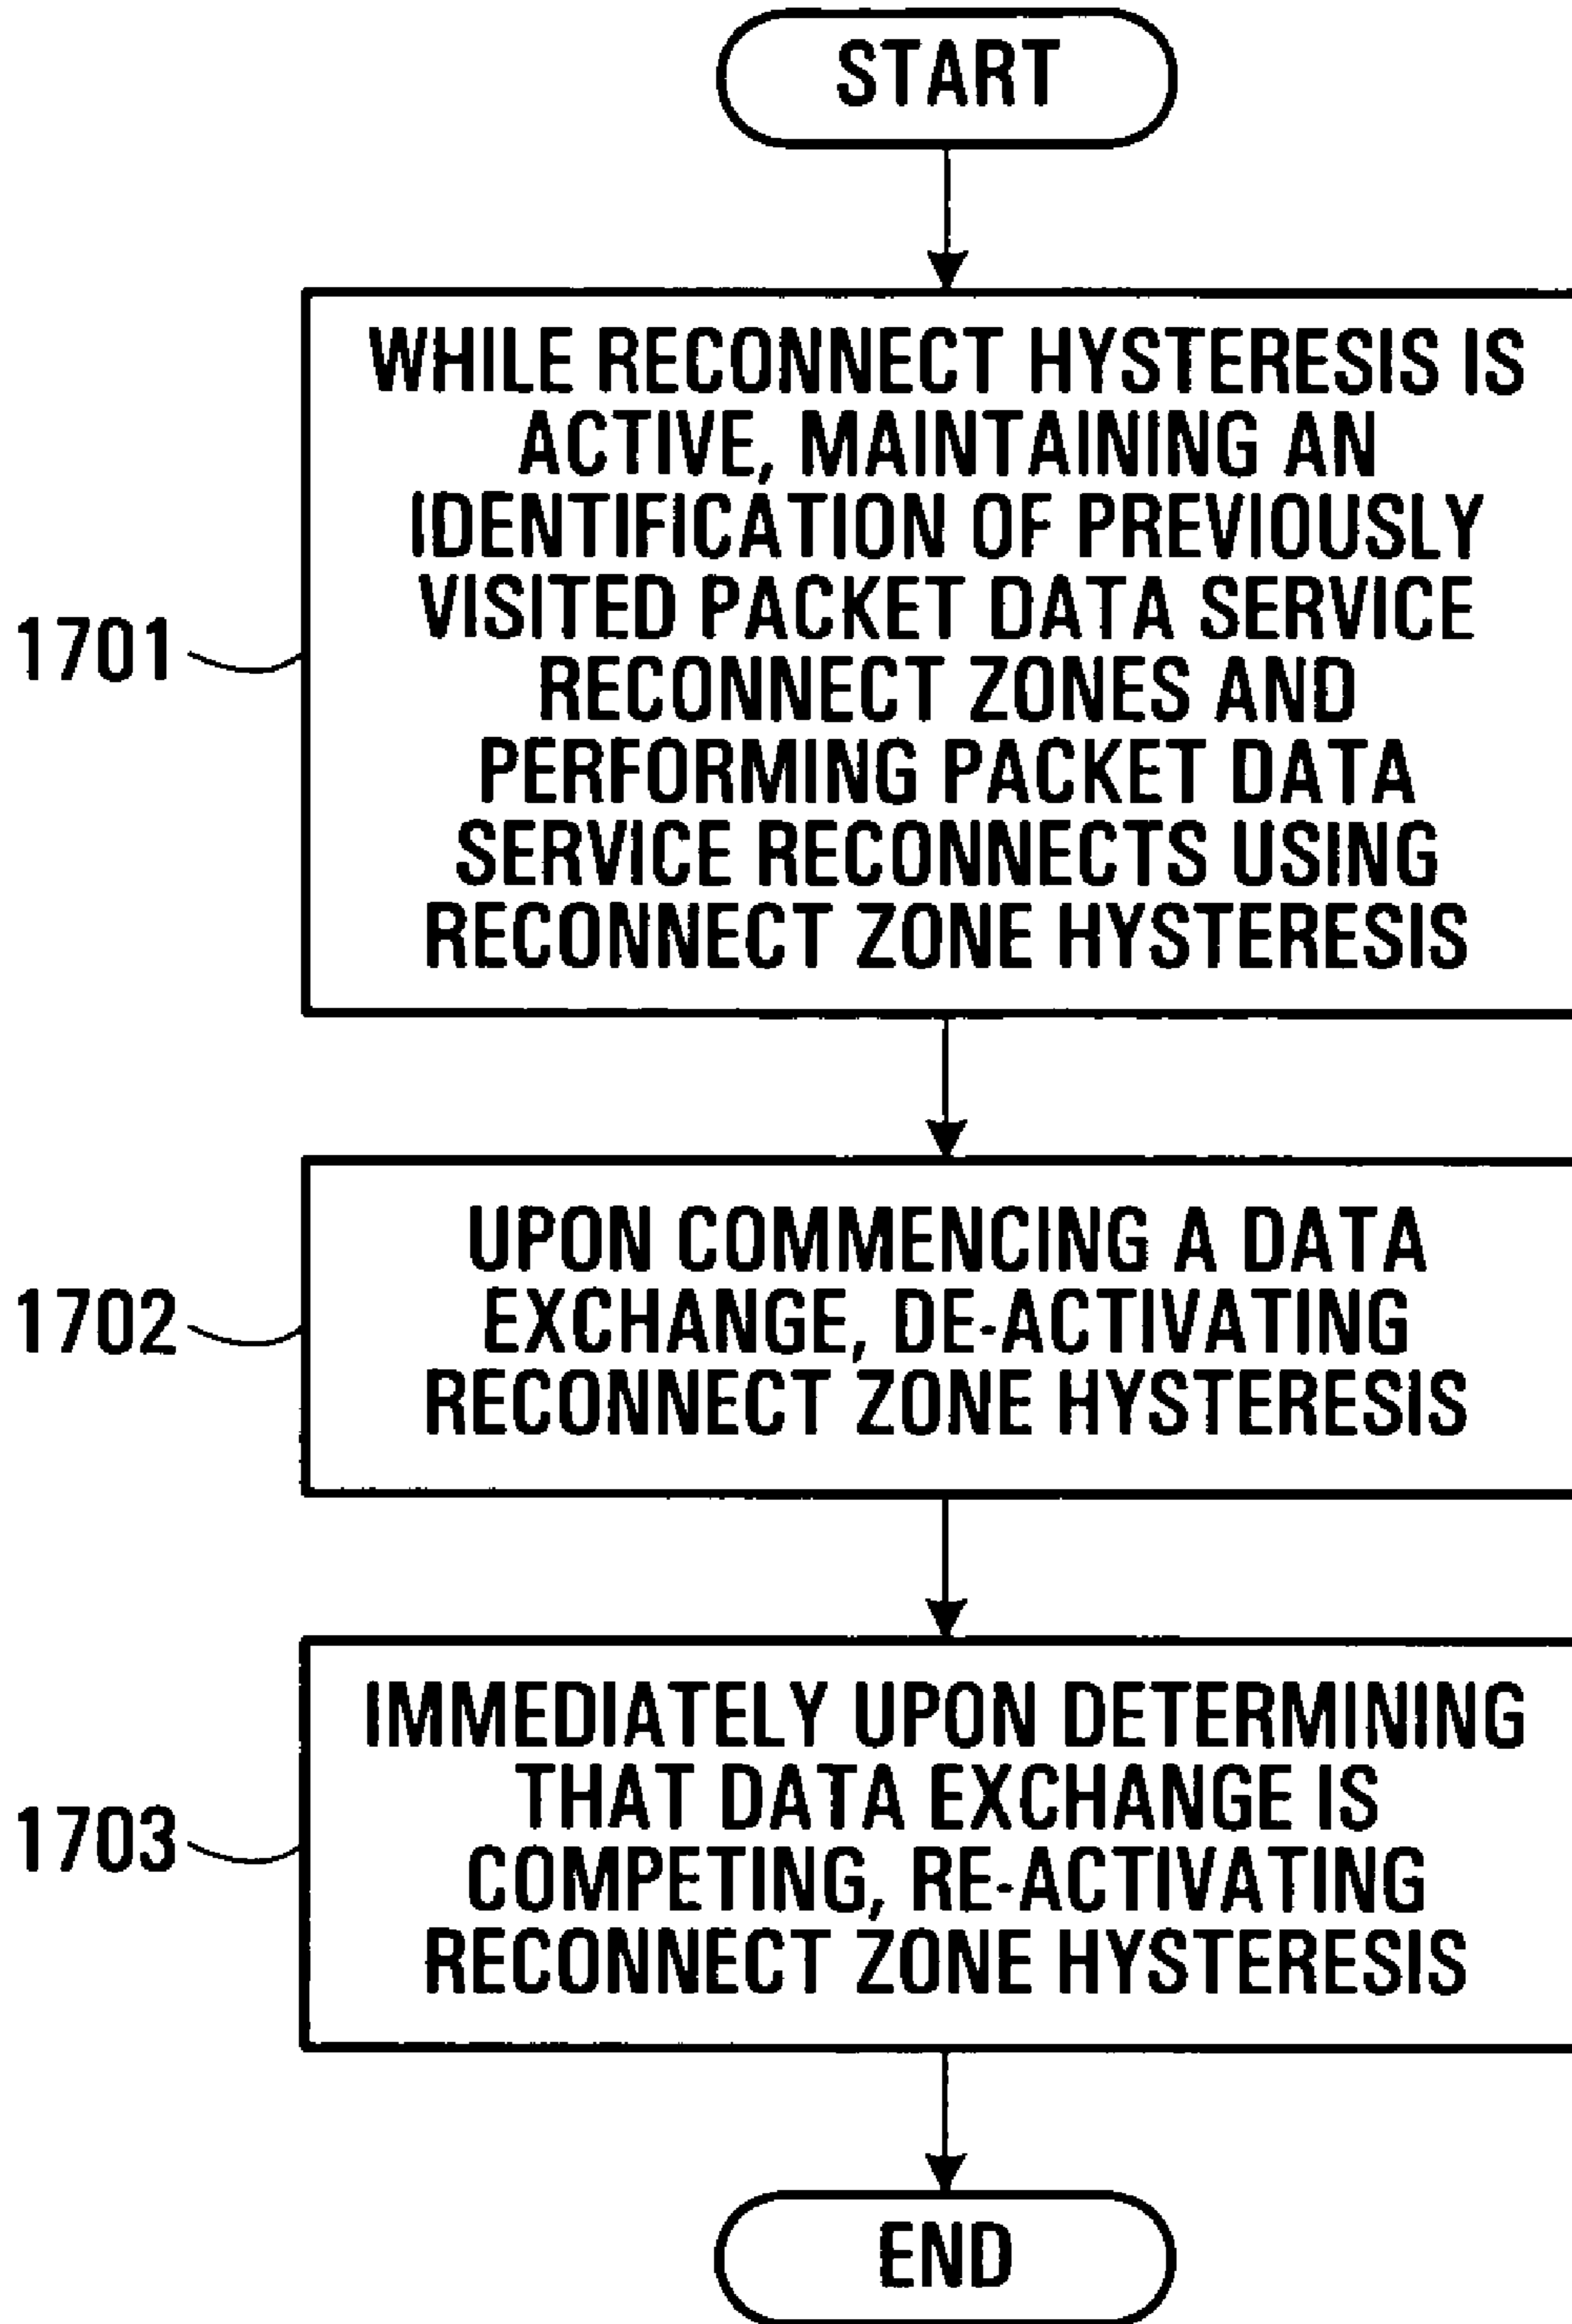 START
WHILE RECONNECT HYSTERESIS IS
ACTIVE, MAINTAINING AN
IDENTIFICATION OF PREVIOUSLY
VISITED PACKET DATA SERVICE
RECONNECT ZONES AND
PERFORMING PACKET DATA
SERVICE RECONNECTS USING
RECONNECT ZONE HYSTERESIS
1701
UPON COMMENCING A DATA
EXCHANGE, DE-ACTIVATING
RECONNECT ZONE HYSTERESIS
1702
IMMEDIATELY UPON DETERMINING
THAT DATA EXCHANGE IS
COMPETING, RE-ACTIVATING
RECONNECT ZONE HYSTERESIS
1703
END